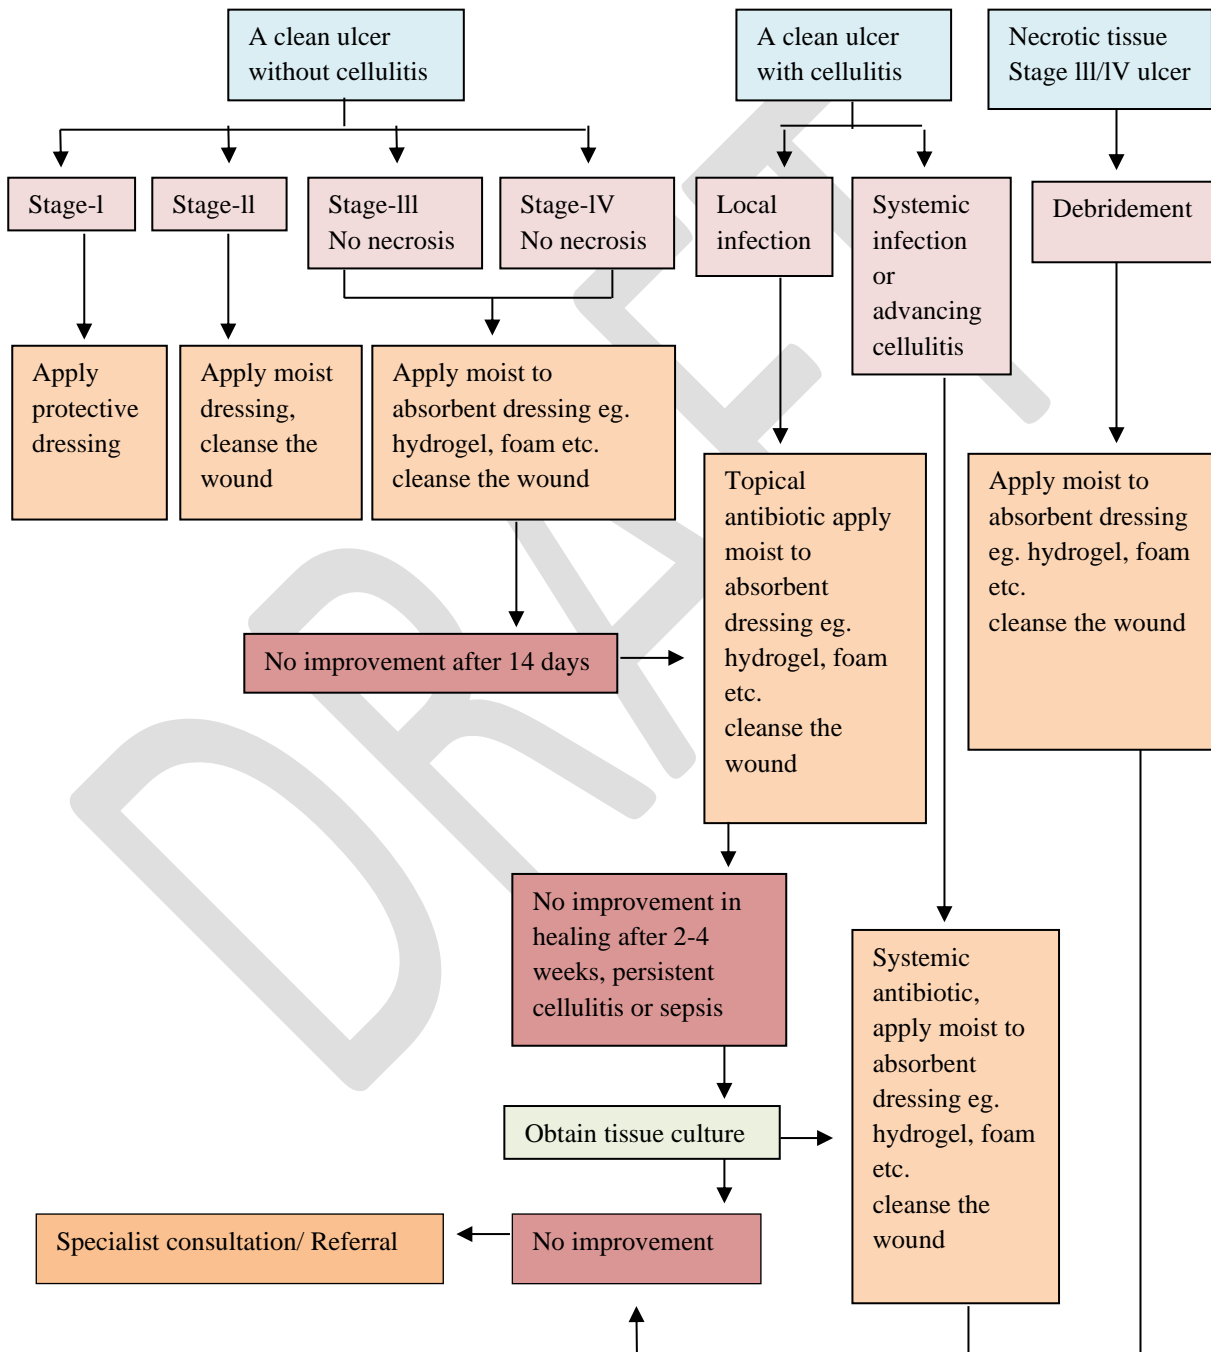 A clean ulcer
without cellulitis
A clean ulcer
with cellulitis
Necrotic tissue
Stage lll/lV ulcer
Stage-l
Stage-ll
Stage-lll
No necrosis
Stage-lV
No necrosis
Local
infection
Systemic
infection
or
advancing
cellulitis
Debridement
Apply
protective
dressing
Apply moist
dressing,
cleanse the
wound
Apply moist to
absorbent dressing eg.
hydrogel, foam etc.
cleanse the wound
Topical
antibiotic apply
moist to
absorbent
dressing eg.
hydrogel, foam
etc.
cleanse the
wound
Apply moist to
absorbent dressing
eg. hydrogel, foam
etc.
cleanse the wound
No improvement after 14 days
No improvement in
healing after 2-4
weeks, persistent
cellulitis or sepsis
Systemic
antibiotic,
apply moist to
absorbent
dressing eg.
hydrogel, foam
etc.
cleanse the
wound
Obtain tissue culture
Specialist consultation/ Referral
No improvement
DRAFT